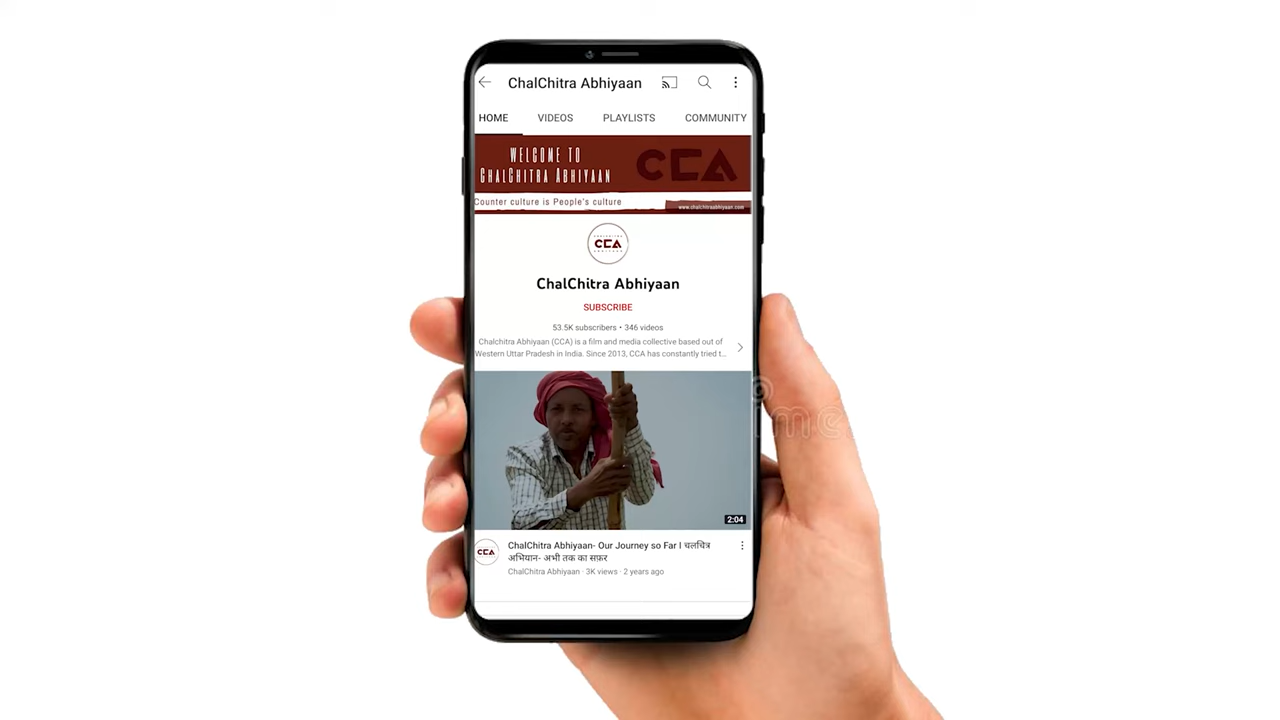 ChalChitra Abhiyaan
HOME VIDEOS PLAYLISTS COMMUNITY
WELCOME TO
CHALCHITRA ABHIYAAN
CCA
Counter culture is People's culture
www.chalchitraabhiyaan.com
CCA
ChalChitra Abhiyaan
SUBSCRIBE
53.5K subscribers • 346 videos
Chalchitra Abhiyaan (CCA) is a film and media collective based out of
Western Uttar Pradesh in India. Since 2013, CCA has constantly tried t...
2:04
CCA
ChalChitra Abhiyaan- Our Journey so Far l चलचित्र
अभियान- अभी तक का सफ़र
ChalChitra Abhiyaan · 3K views · 2 years ago